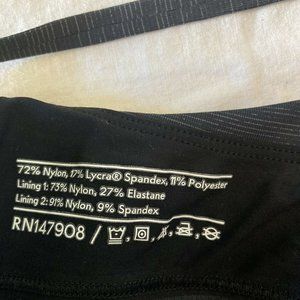 72% Nylon, 17% Lycra® Spandex, 11% Polyester
Lining 1: 73% Nylon, 27% Elastane
Lining 2: 91% Nylon, 9% Spandex
RN147908 /